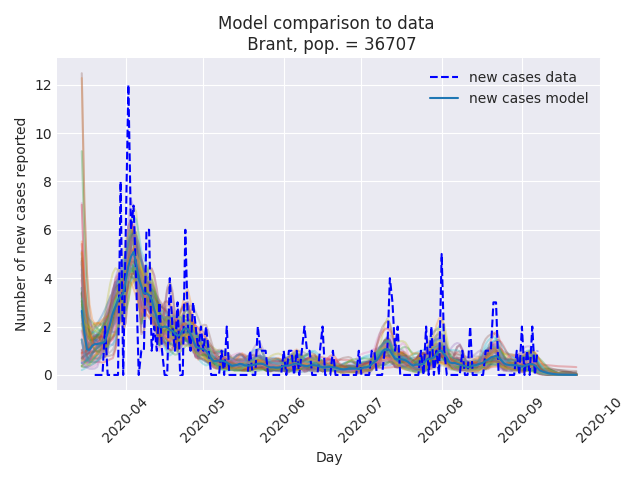 Model comparison to data
Brant, pop. = 36707
new cases data
new cases model
Number of new cases reported
12
10
8
6
4
2
0
2020-04
2020-05
2020-06
2020-07
2020-08
2020-09
2020-10
Day